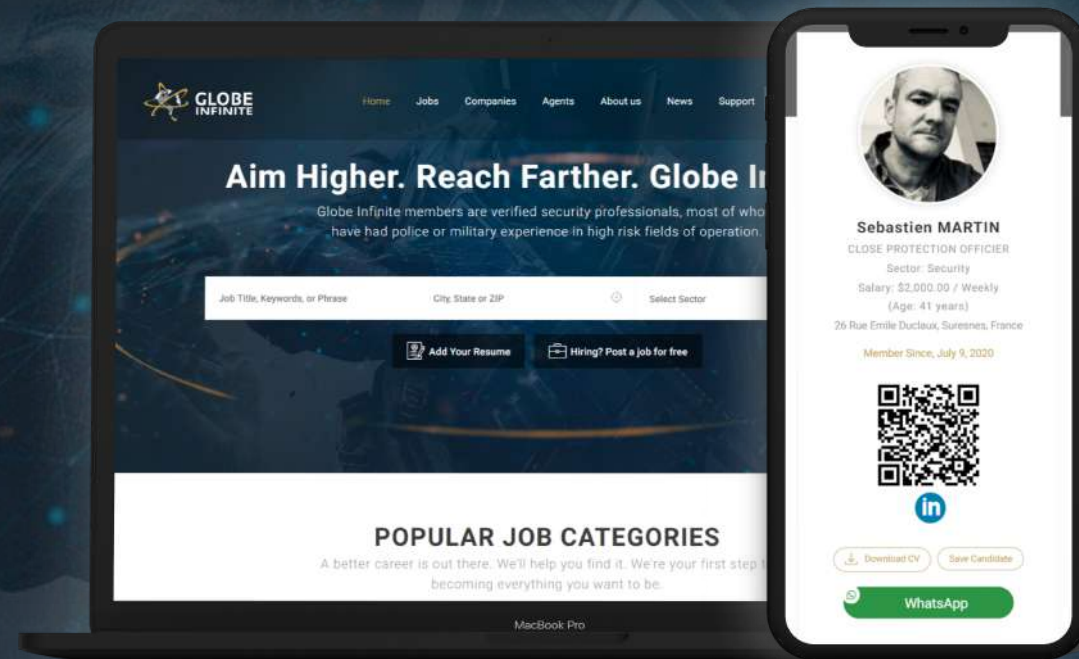 GLOBE
INFINITE
Home Jobs Companies Agents About us News Support
Aim Higher. Reach Farther. Globe I
Globe Infinite members are verified security professionals, most of who
have had police or military experience in high risk fields of operation.
Job Title, Keywords, or Phrase City, State or ZIP Select Sector
Add Your Resume Hiring? Post a job for free
POPULAR JOB CATEGORIES
A better career is out there. We'll help you find it. We're your first step
becoming everything you want to be.
MacBook Pro
Sebastien MARTIN
CLOSE PROTECTION OFFICIER
Sector: Security
Salary: $2,000.00 / Weekly
(Age: 41 years)
26 Rue Emile Duclaux, Suresnes, France
Member Since, July 9, 2020
in
Download CV Save Candidate
WhatsApp